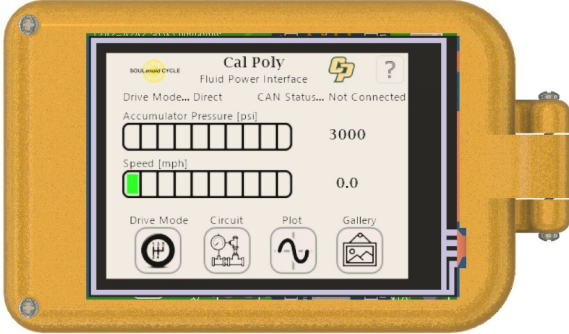 SOULenoid CYCLE
Cal Poly
Fluid Power Interface
CP
?
Drive Mode... Direct CAN Status... Not Connected
Accumulator Pressure [psi]
3000
Speed [mph]
0.0
Drive Mode Circuit Plot Gallery